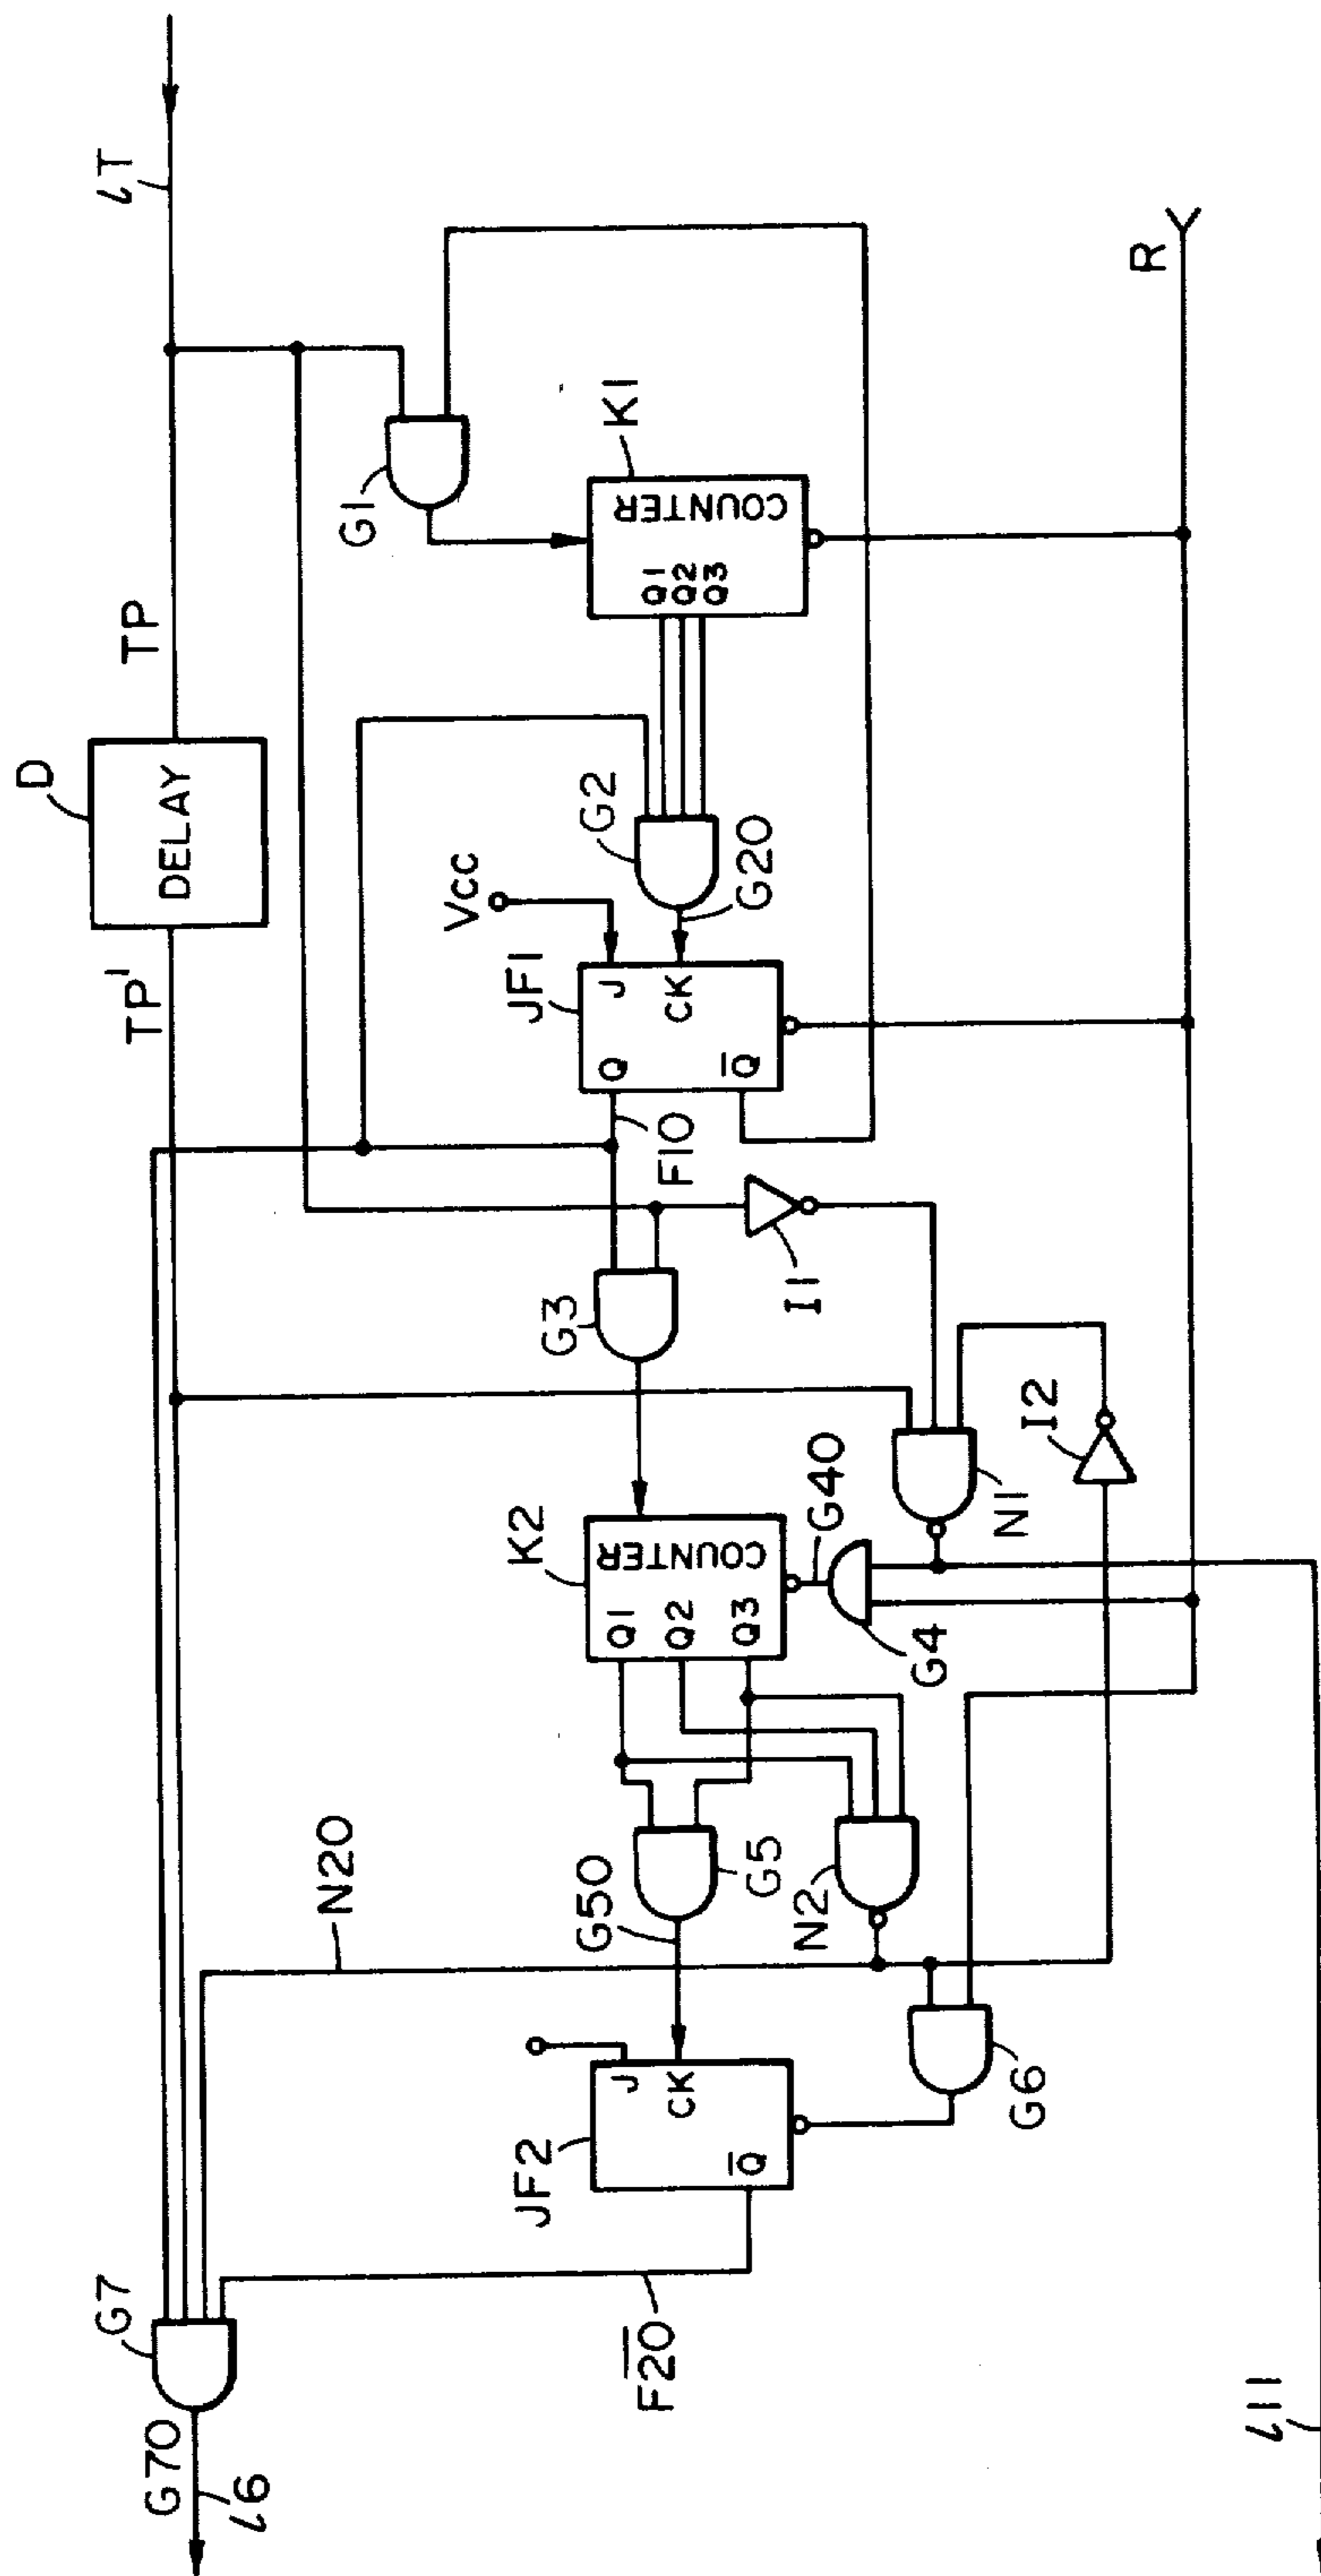 ℓT
TP
D
DELAY
TP'
G1
K1
COUNTER
Q1
Q2
Q3
R
G2
G20
Vcc
JF1
J
CK
Q
Q̅
F10
G3
I1
K2
COUNTER
Q1
Q2
Q3
G40
G4
N1
I2
G5
G50
N2
N20
JF2
J
CK
Q̅
G6
F̅2̅0̅
G7
G70
ℓ6
ℓ11